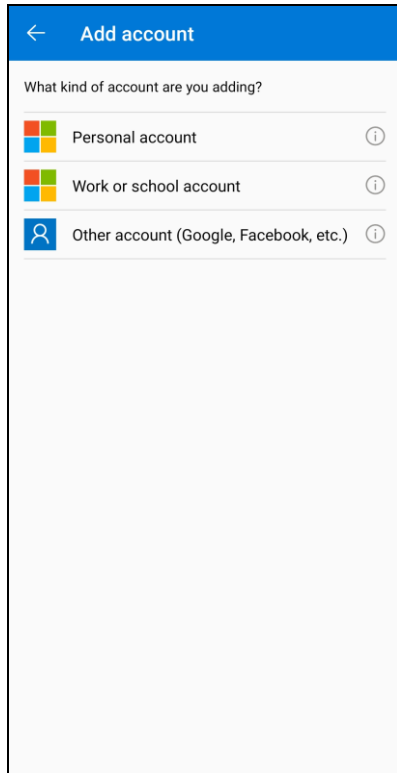 Add account
What kind of account are you adding?
Personal account
Work or school account
Other account (Google, Facebook, etc.)